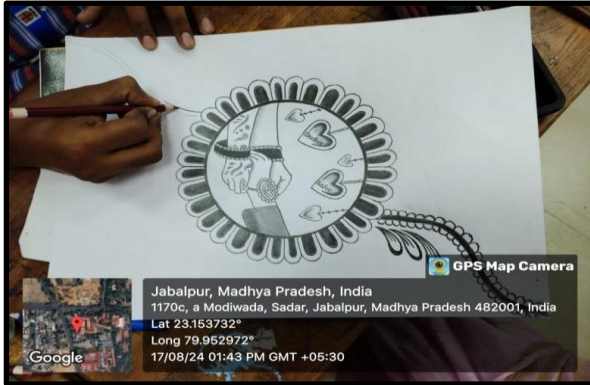 GPS Map Camera
Jabalpur, Madhya Pradesh, India
1170c, a Modiwada, Sadar, Jabalpur, Madhya Pradesh 482001, India
Lat 23.153732°
Long 79.952972°
17/08/24 01:43 PM GMT +05:30
Google